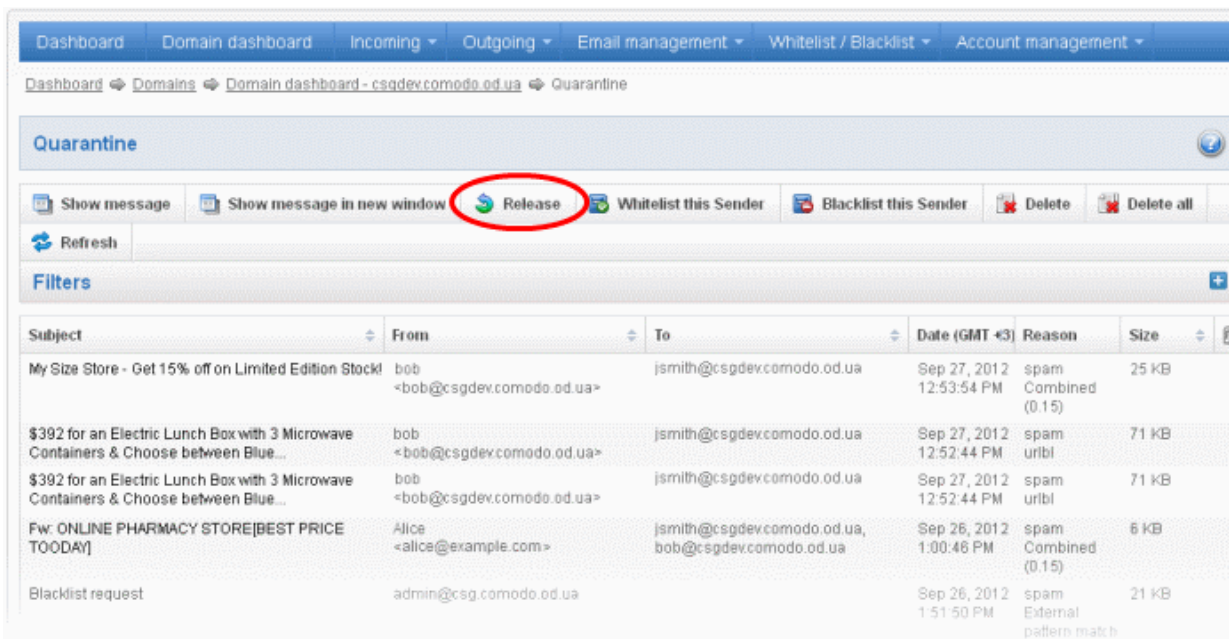 Dashboard Domain dashboard Incoming Outgoing Email management Whitelist / Blacklist Account management
Dashboard Domains Domain dashboard - csgdev.comodo.od.ua Quarantine
Quarantine
Show message Show message in new window Release Whitelist this Sender Blacklist this Sender Delete Delete all
Refresh
Filters
Subject From To Date (GMT +3) Reason Size
My Size Store - Get 15% off on Limited Edition Stock! bob jsmith@csgdev.comodo.od.ua Sep 27, 2012 spam 25 KB
<bob@csgdev.comodo.od.ua> 12:53:54 PM Combined
(0.15)
$392 for an Electric Lunch Box with 3 Microwave bob jsmith@csgdev.comodo.od.ua Sep 27, 2012 spam 71 KB
Containers & Choose between Blue... <bob@csgdev.comodo.od.ua> 12:52:44 PM urlbl
$392 for an Electric Lunch Box with 3 Microwave bob jsmith@csgdev.comodo.od.ua Sep 27, 2012 spam 71 KB
Containers & Choose between Blue... <bob@csgdev.comodo.od.ua> 12:52:44 PM urlbl
Fw: ONLINE PHARMACY STORE[BEST PRICE Alice jsmith@csgdev.comodo.od.ua, Sep 26, 2012 spam 6 KB
TOODAY] <alice@example.com> bob@csgdev.comodo.od.ua 1:00:46 PM Combined
(0.15)
Blacklist request admin@csg.comodo.od.ua Sep 26, 2012 spam 21 KB
1:51:50 PM External
pattern match